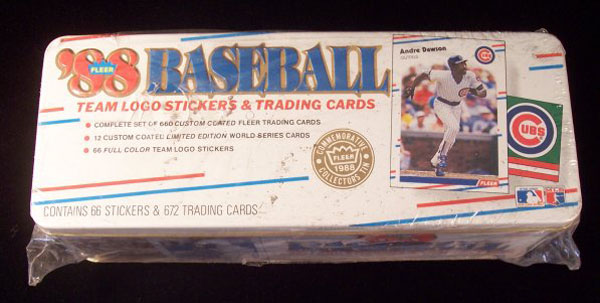 '88 BASEBALL
FLEER
TEAM LOGO STICKERS & TRADING CARDS
• COMPLETE SET OF 660 CUSTOM COATED FLEER TRADING CARDS
• 12 CUSTOM COATED LIMITED EDITION WORLD SERIES CARDS
• 66 FULL COLOR TEAM LOGO STICKERS
COMMEMORATIVE
FLEER
1988
COLLECTORS TIN
CONTAINS 66 STICKERS & 672 TRADING CARDS
Andre Dawson
OUTFIELD
CUBS
FLEER
CUBS